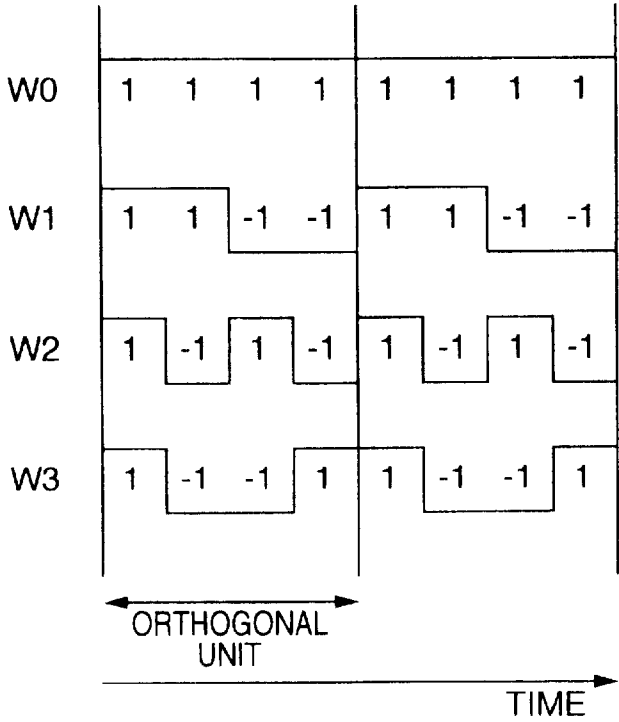 W0 1 1 1 1 1 1 1 1
W1 1 1 -1 -1 1 1 -1 -1
W2 1 -1 1 -1 1 -1 1 -1
W3 1 -1 -1 1 1 -1 -1 1
ORTHOGONAL
UNIT
TIME